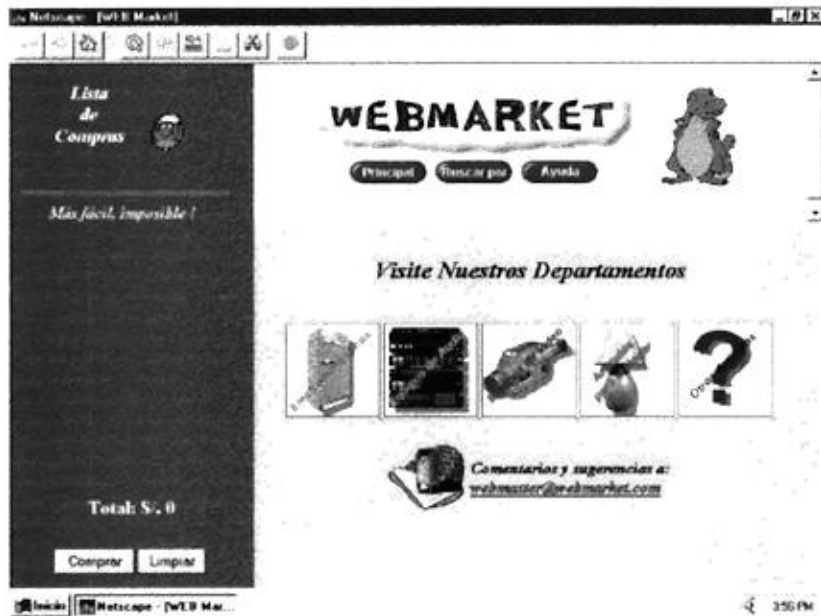 Netscape - [WEB Market]
Lista
de
Compras
Más fácil, imposible !
Total: S/. 0
Comprar Limpiar
WEBMARKET
Principal Buscar por Ayuda
Visite Nuestros Departamentos
Comentarios y sugerencias a:
webmaster@webmarket.com
Inicio Netscape - [WEB Mar... 3:56 PM